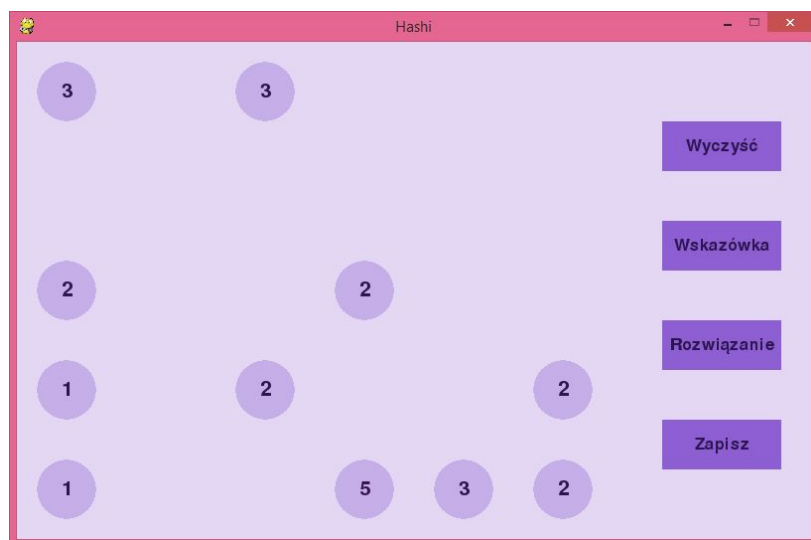 Hashi
3 3
Wyczyść
Wskazówka
2 2
Rozwiązanie
1 2 2
Zapisz
1 5 3 2